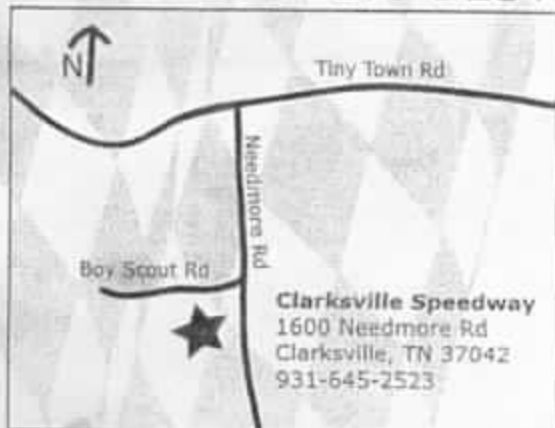 N
Tiny Town Rd
Needmore Rd
Boy Scout Rd
Clarksville Speedway
1600 Needmore Rd
Clarksville, TN 37042
931-645-2523